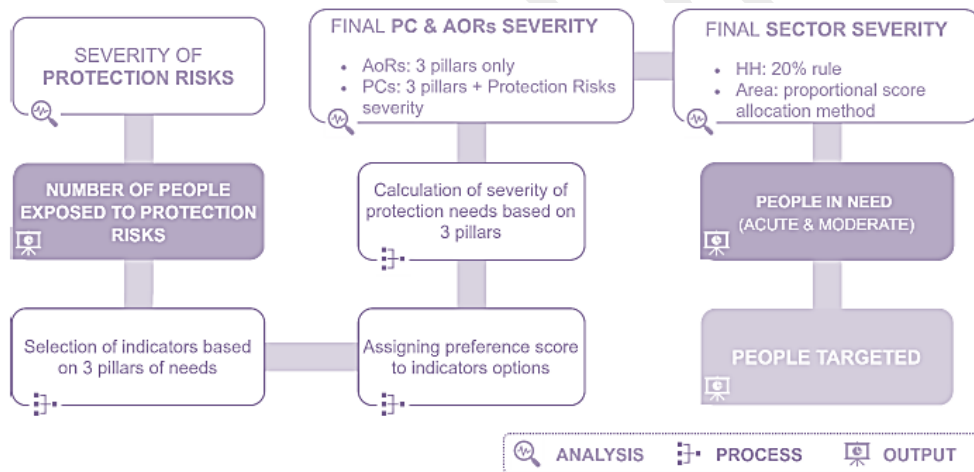 SEVERITY OF
PROTECTION RISKS
NUMBER OF PEOPLE
EXPOSED TO PROTECTION
RISKS
Selection of indicators based
on 3 pillars of needs
FINAL PC & AORs SEVERITY
• AoRs: 3 pillars only
• PCs: 3 pillars + Protection Risks
severity
Calculation of severity of
protection needs based on
3 pillars
Assigning preference score
to indicators options
FINAL SECTOR SEVERITY
• HH: 20% rule
• Area: proportional score
allocation method
PEOPLE IN NEED
(ACUTE & MODERATE)
PEOPLE TARGETED
ANALYSIS PROCESS OUTPUT